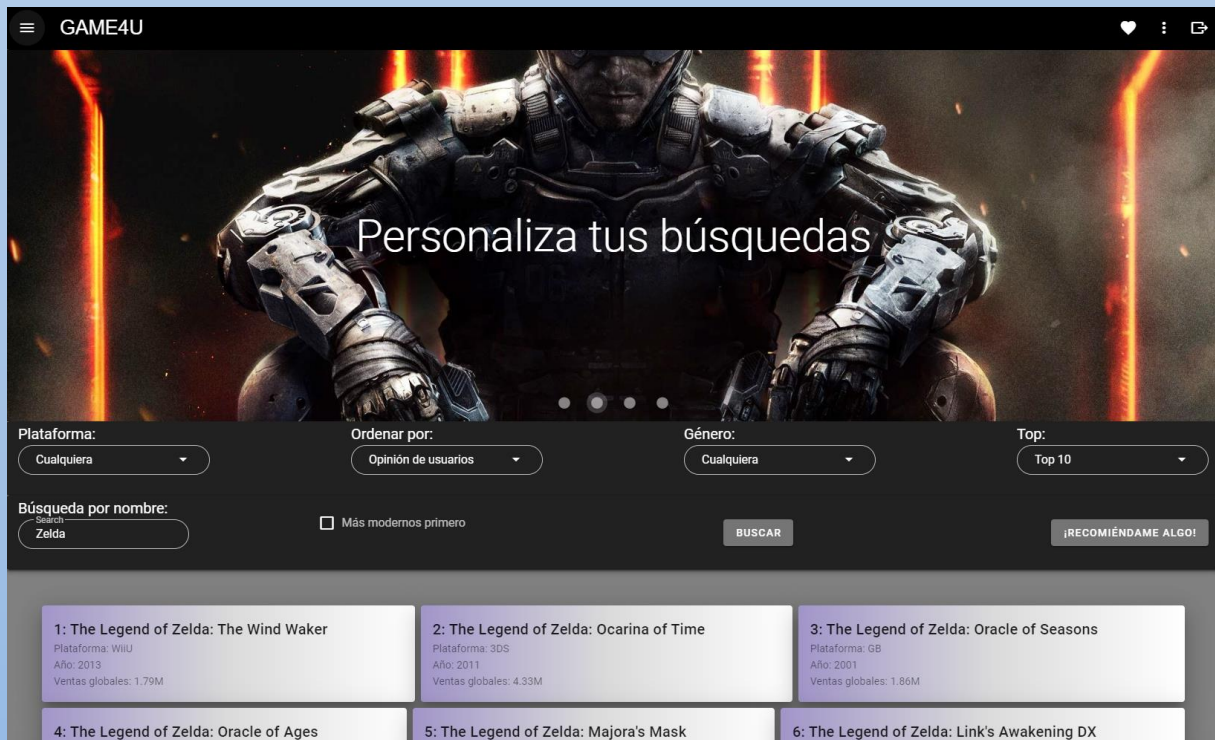 GAME4U
Personaliza tus búsquedas
Plataforma:
Cualquiera
Ordenar por:
Opinión de usuarios
Género:
Cualquiera
Top:
Top 10
Búsqueda por nombre:
Search
Zelda
Más modernos primero
BUSCAR
¡RECOMIÉNDAME ALGO!
1: The Legend of Zelda: The Wind Waker
Plataforma: WiiU
Año: 2013
Ventas globales: 1.79M
2: The Legend of Zelda: Ocarina of Time
Plataforma: 3DS
Año: 2011
Ventas globales: 4.33M
3: The Legend of Zelda: Oracle of Seasons
Plataforma: GB
Año: 2001
Ventas globales: 1.86M
4: The Legend of Zelda: Oracle of Ages
5: The Legend of Zelda: Majora's Mask
6: The Legend of Zelda: Link's Awakening DX